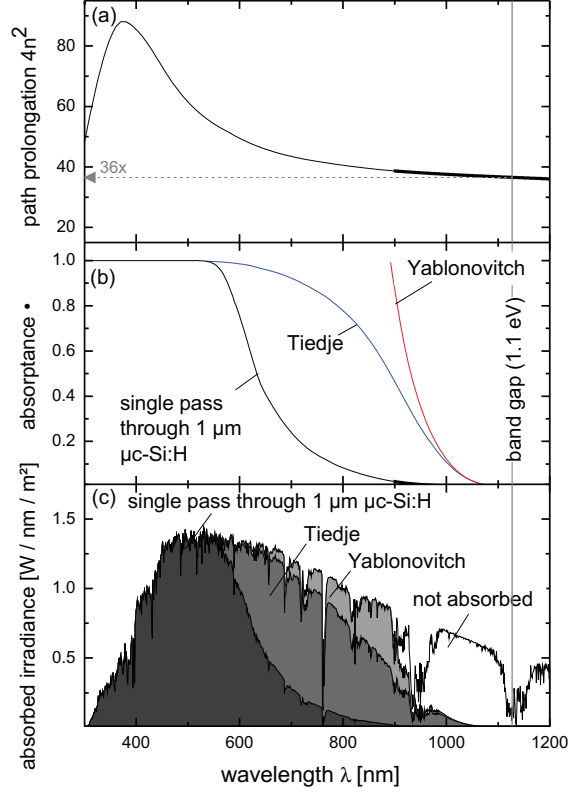 (a)
path prolongation 4n²
80
60
40
20
36x
(b)
absorptance •
1.0
0.8
0.6
0.4
0.2
Yablonovitch
Tiedje
single pass
through 1 µm
µc-Si:H
band gap (1.1 eV)
(c)
absorbed irradiance [W / nm / m²]
1.5
1.0
0.5
single pass through 1 µm µc-Si:H
Tiedje
Yablonovitch
not absorbed
400 600 800 1000 1200
wavelength λ [nm]